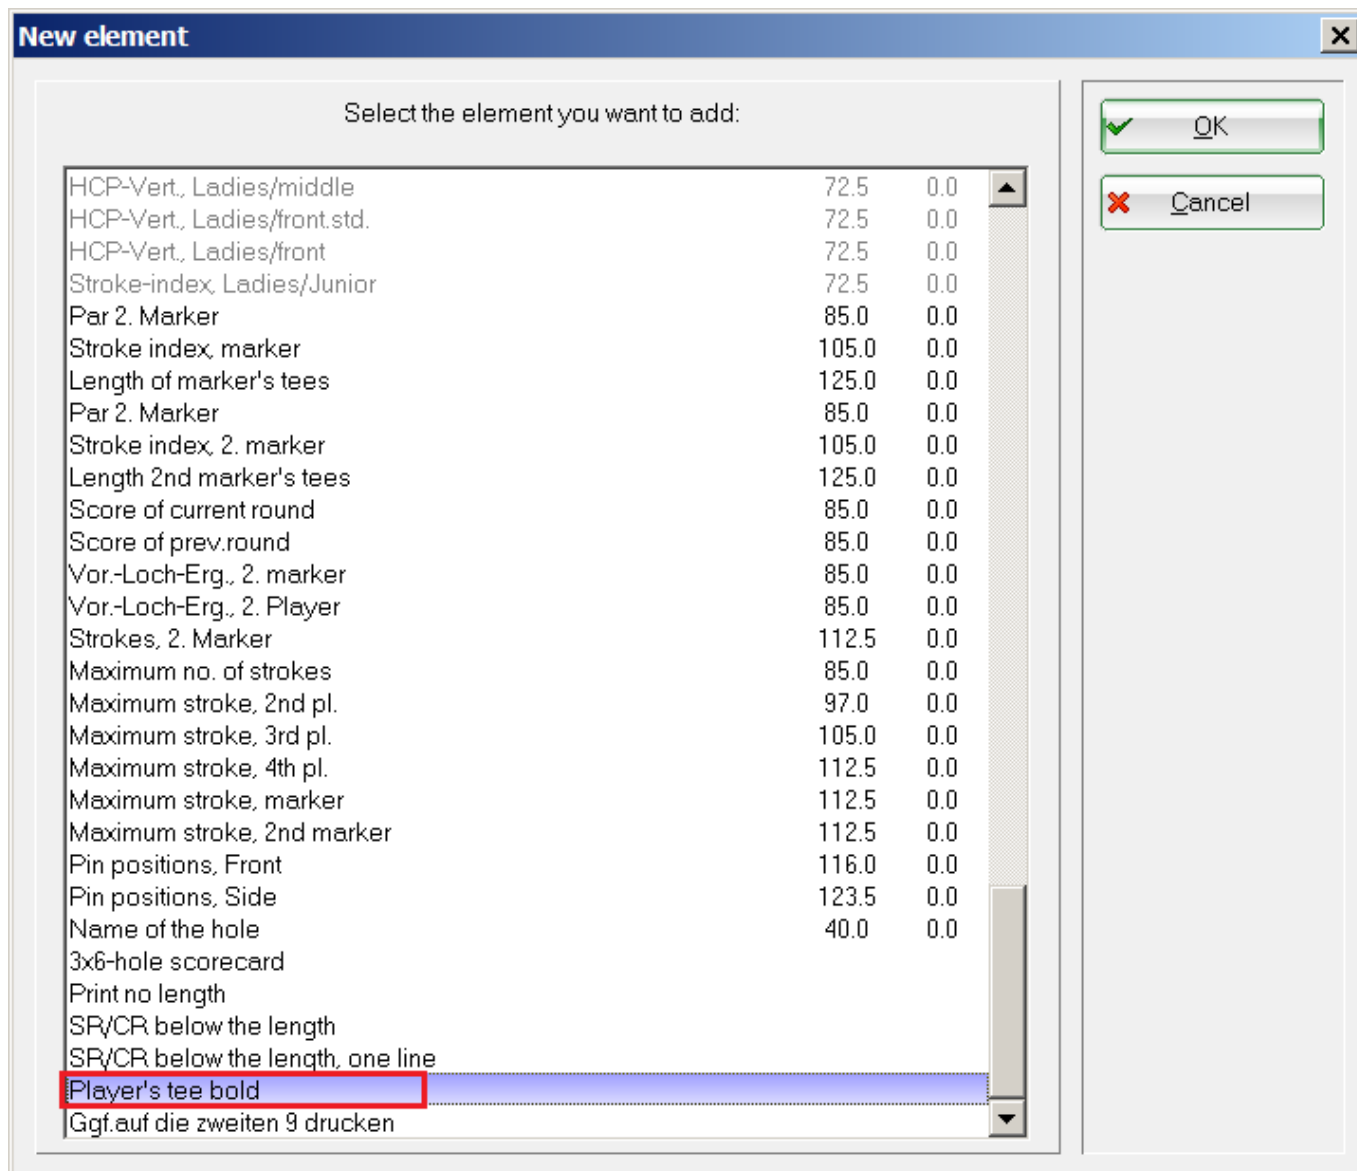 New element
Select the element you want to add:
OK
Cancel
HCP-Vert., Ladies/middle 72.5 0.0
HCP-Vert., Ladies/front.std. 72.5 0.0
HCP-Vert., Ladies/front 72.5 0.0
Stroke-index, Ladies/Junior 72.5 0.0
Par 2. Marker 85.0 0.0
Stroke index, marker 105.0 0.0
Length of marker's tees 125.0 0.0
Par 2. Marker 85.0 0.0
Stroke index, 2. marker 105.0 0.0
Length 2nd marker's tees 125.0 0.0
Score of current round 85.0 0.0
Score of prev.round 85.0 0.0
Vor.-Loch-Erg., 2. marker 85.0 0.0
Vor.-Loch-Erg., 2. Player 85.0 0.0
Strokes, 2. Marker 112.5 0.0
Maximum no. of strokes 85.0 0.0
Maximum stroke, 2nd pl. 97.0 0.0
Maximum stroke, 3rd pl. 105.0 0.0
Maximum stroke, 4th pl. 112.5 0.0
Maximum stroke, marker 112.5 0.0
Maximum stroke, 2nd marker 112.5 0.0
Pin positions, Front 116.0 0.0
Pin positions, Side 123.5 0.0
Name of the hole 40.0 0.0
3x6-hole scorecard
Print no length
SR/CR below the length
SR/CR below the length, one line
Player's tee bold
Ggf.auf die zweiten 9 drucken